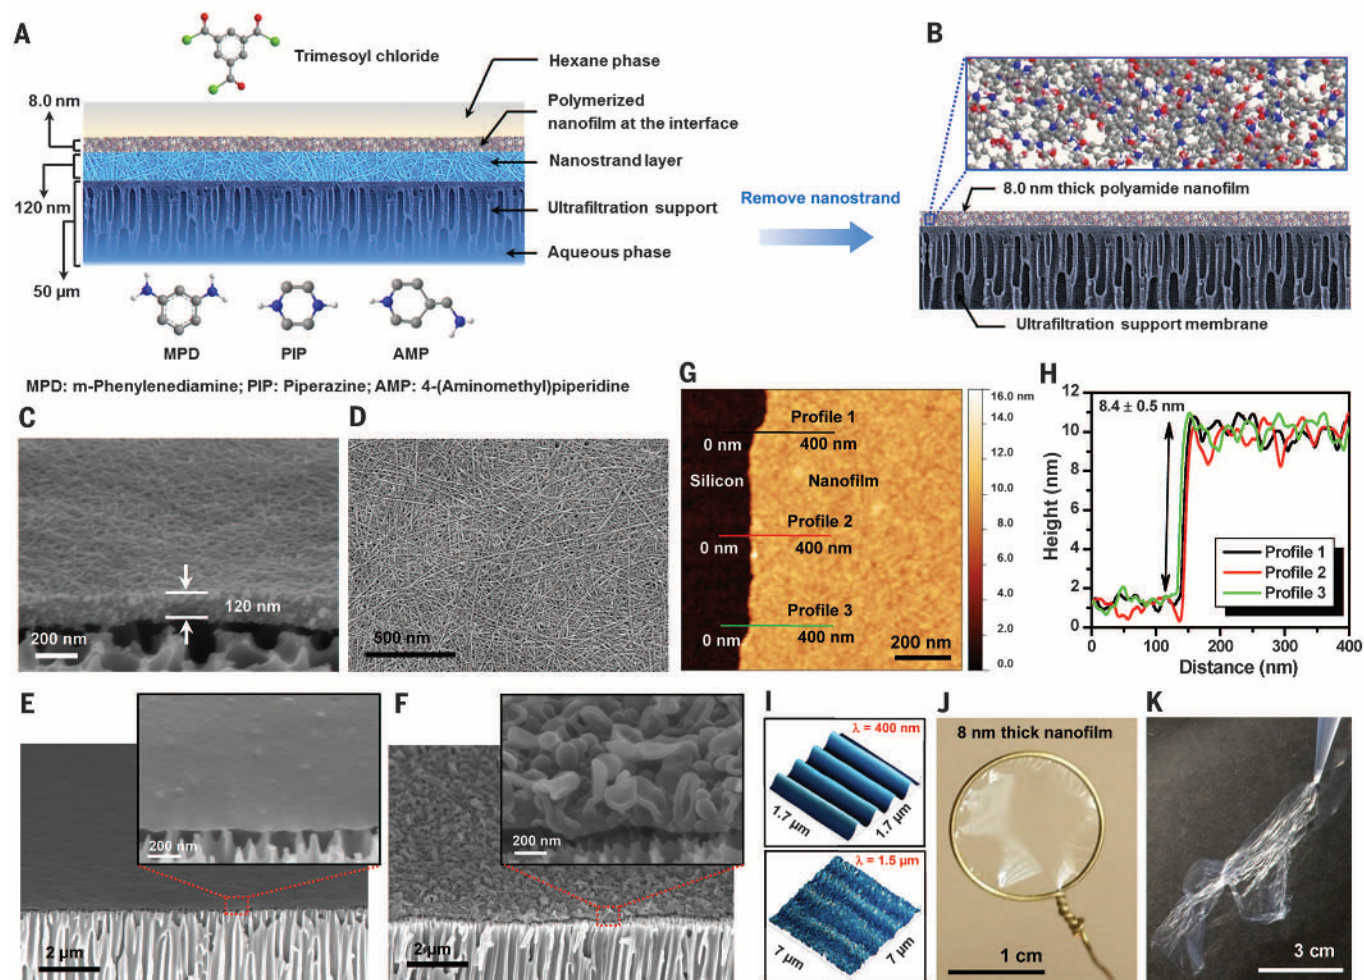 A
Trimesoyl chloride
Hexane phase
8.0 nm
Polymerized
nanofilm at the interface
Nanostrand layer
120 nm
Ultrafiltration support
Aqueous phase
50 µm
MPD
PIP
AMP
MPD: m-Phenylenediamine; PIP: Piperazine; AMP: 4-(Aminomethyl)piperidine
Remove nanostrand
B
8.0 nm thick polyamide nanofilm
Ultrafiltration support membrane
C
120 nm
200 nm
D
500 nm
G
Profile 1
0 nm
400 nm
Silicon
Nanofilm
Profile 2
0 nm
400 nm
Profile 3
0 nm
400 nm
200 nm
16.0 nm
14.0
12.0
10.0
8.0
6.0
4.0
2.0
0.0
H
8.4 ± 0.5 nm
Height (nm)
12
10
8
6
4
2
0
Profile 1
Profile 2
Profile 3
0
100
200
300
400
Distance (nm)
E
200 nm
2 µm
F
200 nm
2 µm
I
λ = 400 nm
1.7 µm
1.7 µm
λ = 1.5 µm
7 µm
7 µm
J
8 nm thick nanofilm
1 cm
K
3 cm